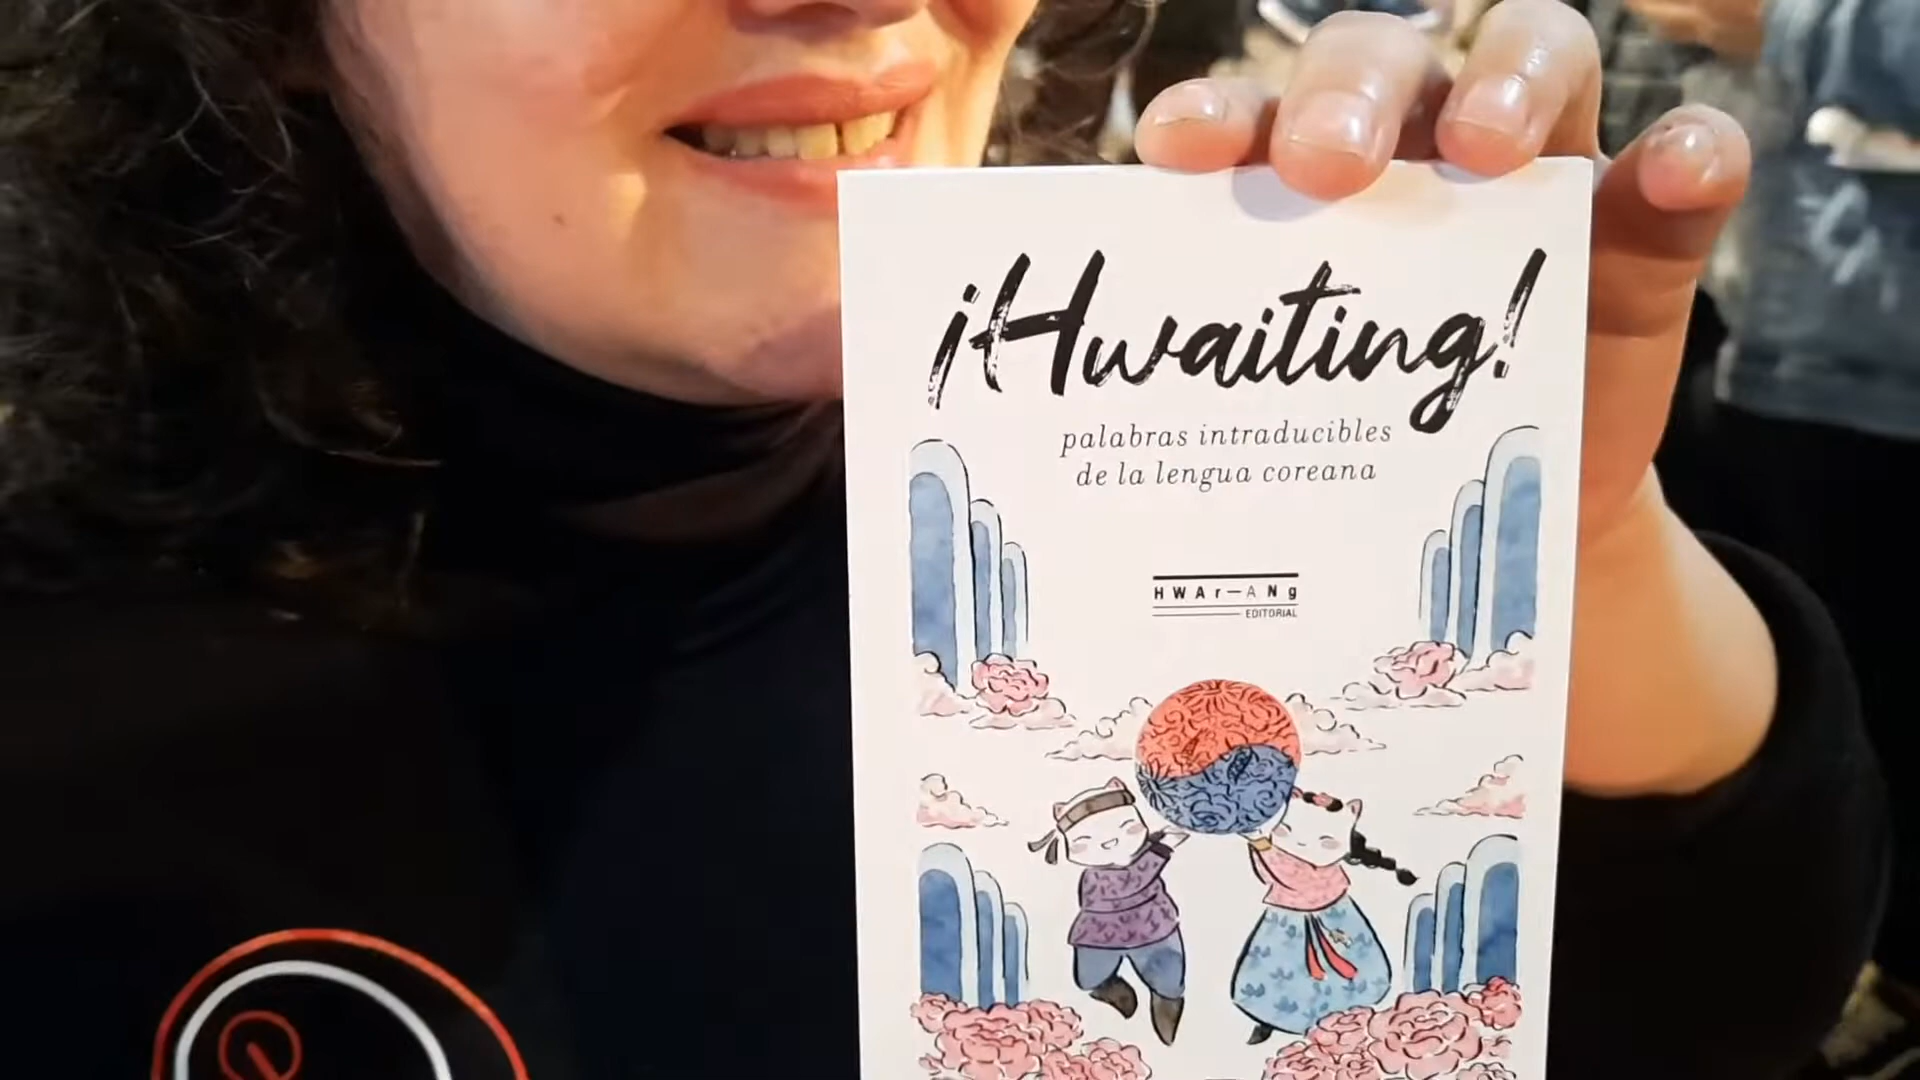 ¡Hwaiting!
palabras intraducibles
de la lengua coreana
HWAr—ANg
EDITORIAL